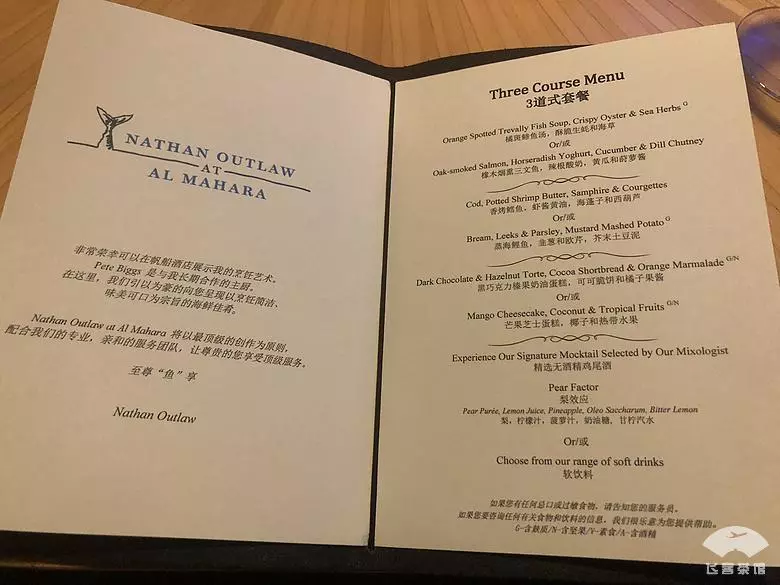 NATHAN OUTLAW
AT
AL MAHARA
非常荣幸可以在帆船酒店展示我的烹饪艺术。
Pete Biggs 是与我长期合作的主厨。
在这里，我们引以为豪的向您呈现以烹饪简洁、
味美可口为宗旨的海鲜佳肴。
Nathan Outlaw at Al Mahara 将以最顶级的创作为原则，
配合我们的专业，亲和的服务团队，让尊贵的您享受顶级服务。
至尊“鱼”享
Nathan Outlaw
Three Course Menu
3道式套餐
Orange Spotted Trevally Fish Soup, Crispy Oyster & Sea Herbs G
橘斑鲹鱼汤，酥脆生蚝和海草
Or/或
Oak-smoked Salmon, Horseradish Yoghurt, Cucumber & Dill Chutney
橡木烟熏三文鱼，辣根酸奶，黄瓜和莳萝酱
Cod, Potted Shrimp Butter, Samphire & Courgettes
香烤鳕鱼，虾酱黄油，海蓬子和西葫芦
Or/或
Bream, Leeks & Parsley, Mustard Mashed Potato G
蒸海鲤鱼，韭葱和欧芹，芥末土豆泥
Dark Chocolate & Hazelnut Torte, Cocoa Shortbread & Orange Marmalade G/N
黑巧克力榛果奶油蛋糕，可可脆饼和橘子果酱
Or/或
Mango Cheesecake, Coconut & Tropical Fruits G/N
芒果芝士蛋糕，椰子和热带水果
Experience Our Signature Mocktail Selected by Our Mixologist
精选无酒精鸡尾酒
Pear Factor
梨效应
Pear Purée, Lemon Juice, Pineapple, Oleo Saccharum, Bitter Lemon
梨，柠檬汁，菠萝汁，奶油糖，甘柠汽水
Or/或
Choose from our range of soft drinks
软饮料
如果您有任何忌口或过敏食物，请告知您的服务员。
如果您要咨询任何有关食物和饮料的信息，我们很乐意为您提供帮助。
G-含麸质/N-含坚果/V-素食/A-含酒精
飞客茶馆